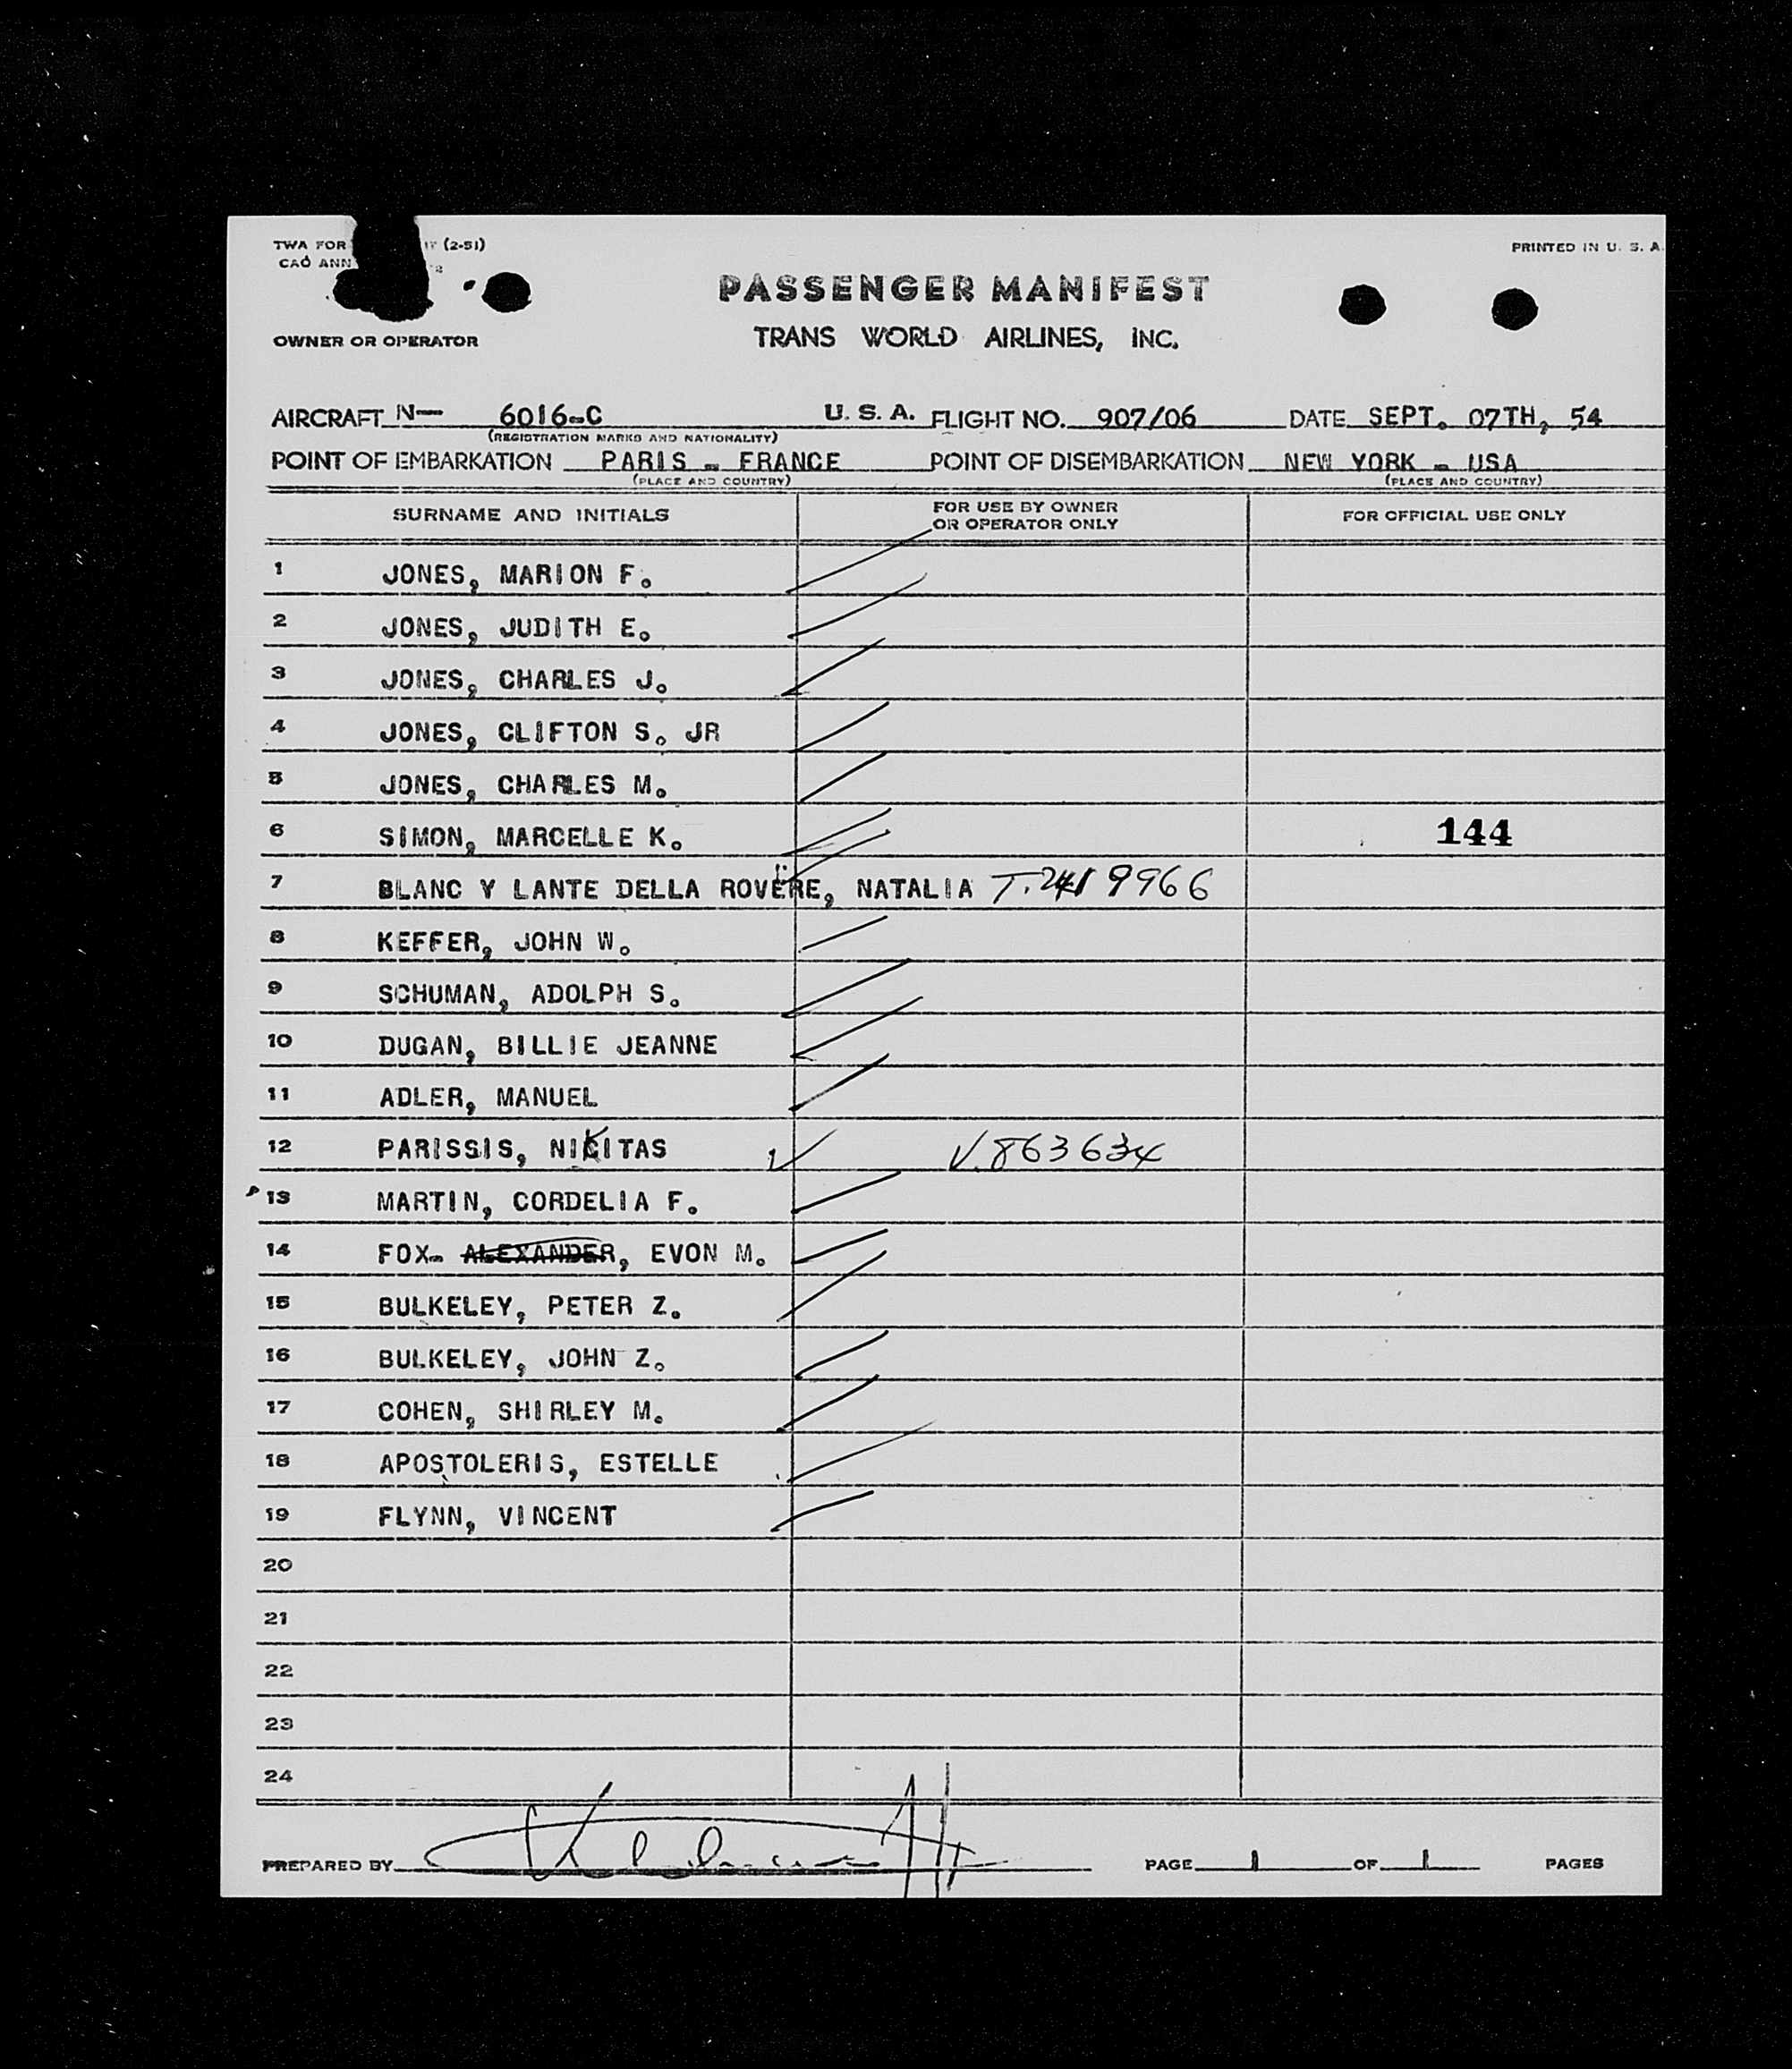 TWA FOR (2-51)
PRINTED IN U. S. A.
CAO ANN
PASSENGER MANIFEST
TRANS WORLD AIRLINES, INC.
OWNER OR OPERATOR
AIRCRAFT N— 6016-C U. S. A. FLIGHT NO. 907/06 DATE SEPT. 07TH, 54
(REGISTRATION MARKS AND NATIONALITY)
POINT OF EMBARKATION PARIS - FRANCE POINT OF DISEMBARKATION NEW YORK - USA
(PLACE AND COUNTRY) (PLACE AND COUNTRY)
SURNAME AND INITIALS FOR USE BY OWNER OR OPERATOR ONLY FOR OFFICIAL USE ONLY
1 JONES, MARION F.
2 JONES, JUDITH E.
3 JONES, CHARLES J.
4 JONES, CLIFTON S. JR
5 JONES, CHARLES M.
6 SIMON, MARCELLE K. 144
7 BLANC Y LANTE DELLA ROVERE, NATALIA T. 2419966
8 KEFFER, JOHN W.
9 SCHUMAN, ADOLPH S.
10 DUGAN, BILLIE JEANNE
11 ADLER, MANUEL
12 PARISSIS, NIKITAS V. 863634
13 MARTIN, CORDELIA F.
14 FOX- ALEXANDER, EVON M.
15 BULKELEY, PETER Z.
16 BULKELEY, JOHN Z.
17 COHEN, SHIRLEY M.
18 APOSTOLERIS, ESTELLE
19 FLYNN, VINCENT
20
21
22
23
24
PREPARED BY PAGE 1 OF 1 PAGES